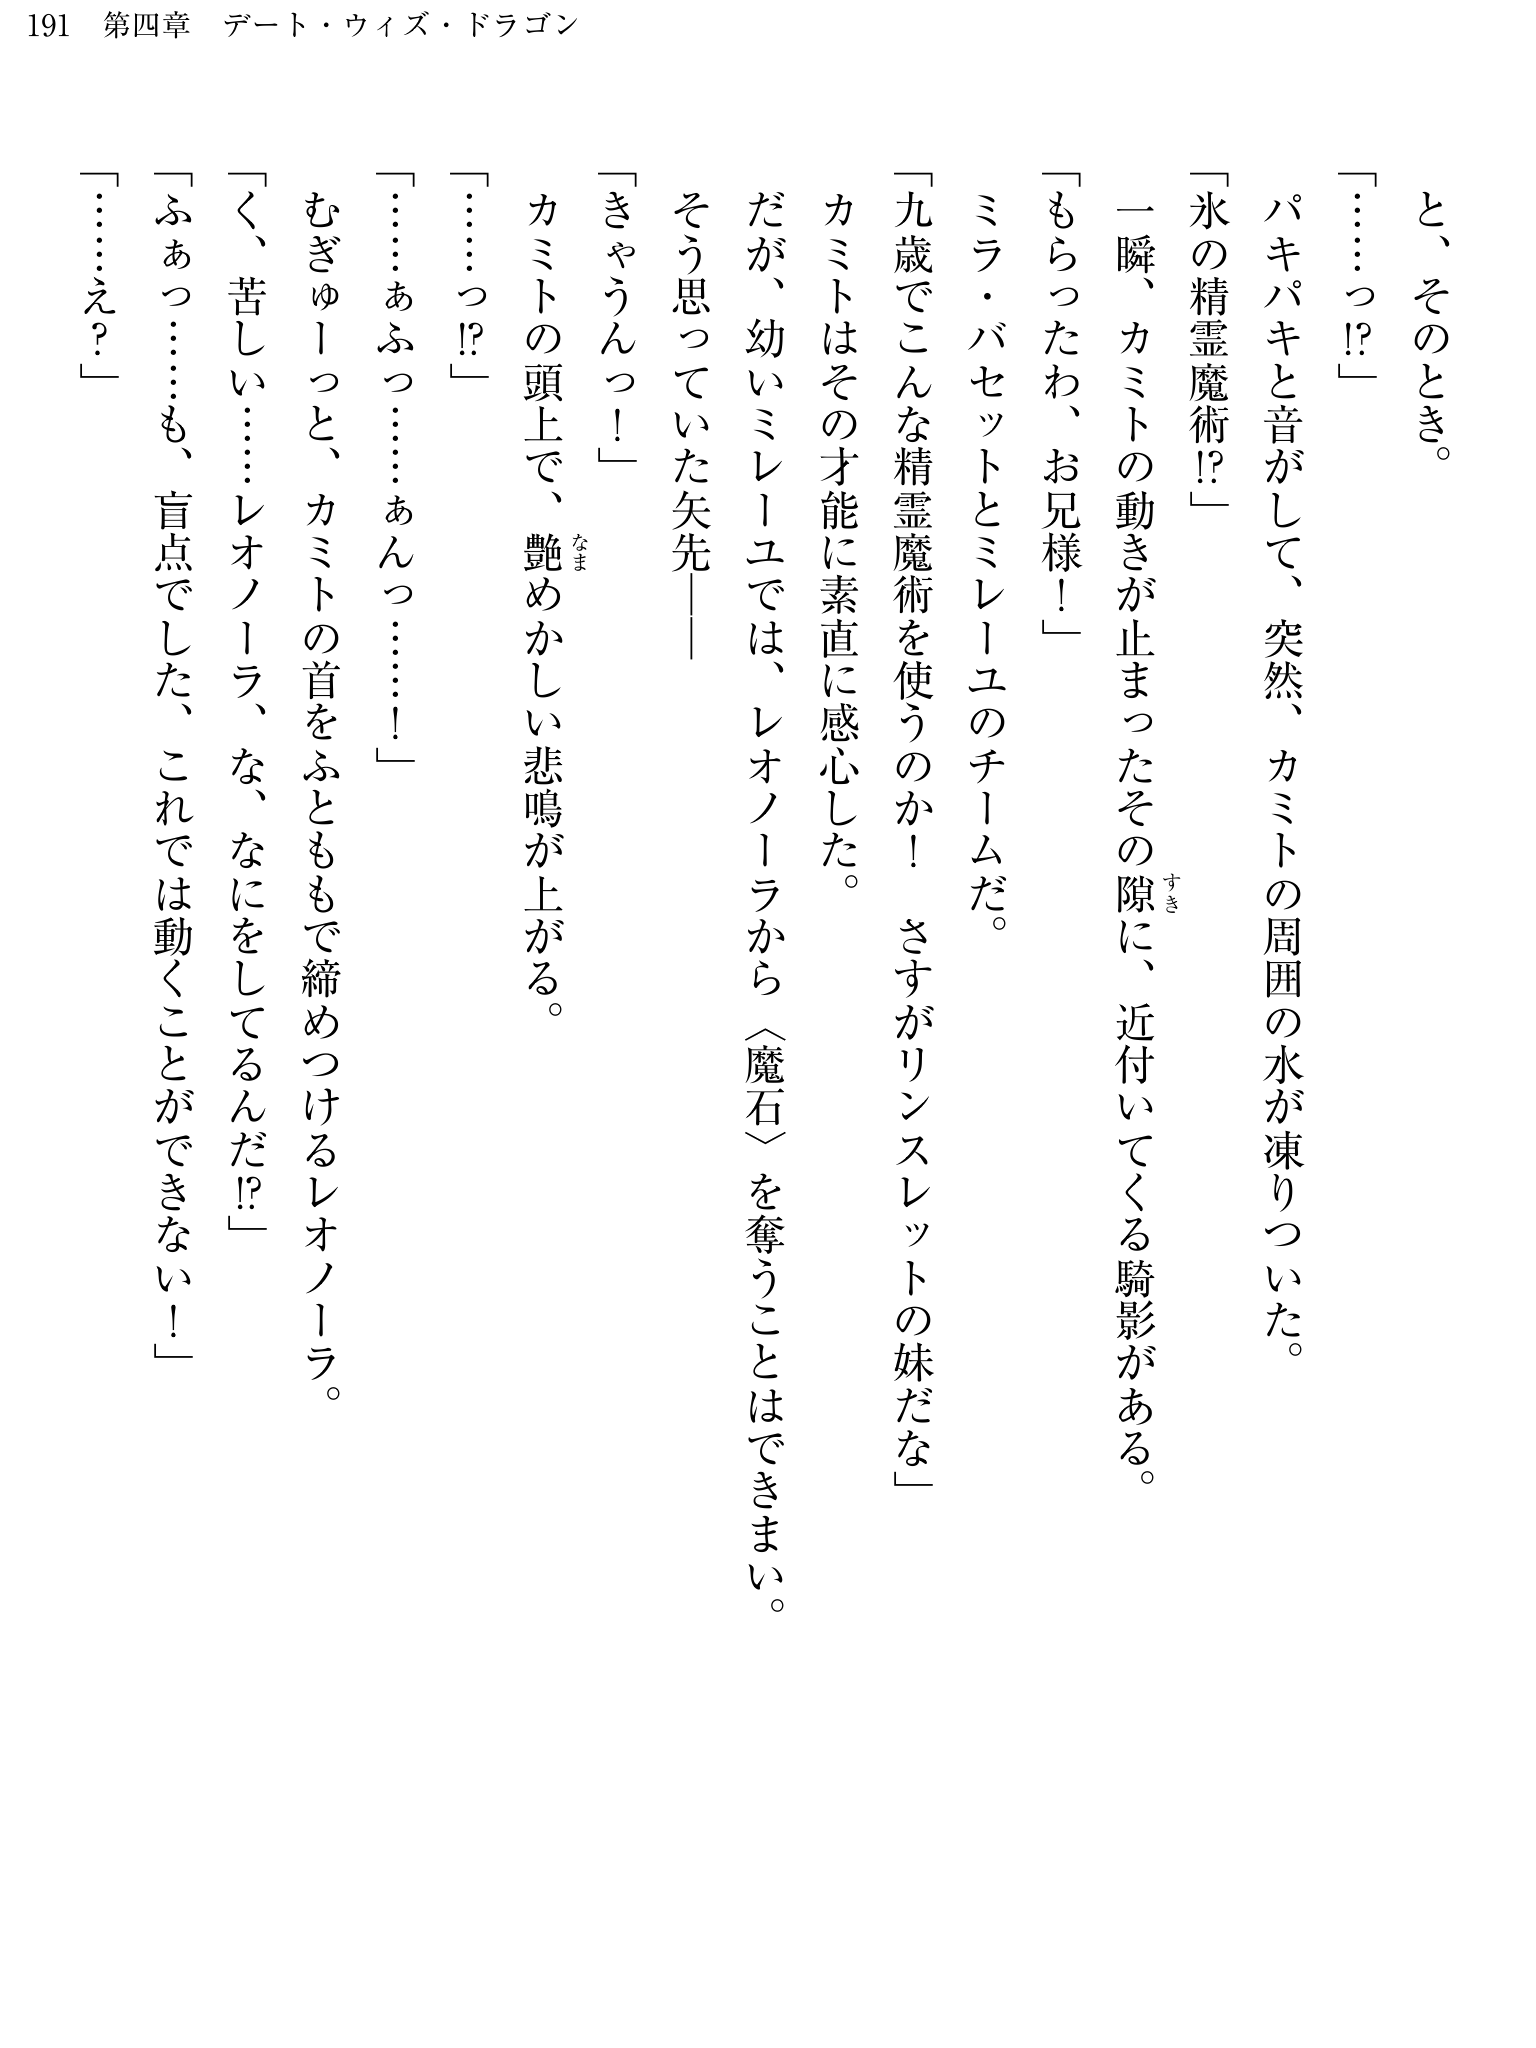 191　第四章　デート・ウィズ・ドラゴン
　と、そのとき。
「……っ!?」
　パキパキと音がして、突然、カミトの周囲の水が凍りついた。
「氷の精霊魔術!?」
　一瞬、カミトの動きが止まったその隙に、近付いてくる騎影がある。
すき
「もらったわ、お兄様！」
　ミラ・バセットとミレーユのチームだ。
「九歳でこんな精霊魔術を使うのか！　さすがリンスレットの妹だな」
　カミトはその才能に素直に感心した。
　だが、幼いミレーユでは、レオノーラから〈魔石〉を奪うことはできまい。
　そう思っていた矢先――
「きゃうんっ！」
　カミトの頭上で、艶めかしい悲鳴が上がる。
なま
「……っ!?」
「……ぁふっ……ぁんっ……！」
　むぎゅーっと、カミトの首をふとももで締めつけるレオノーラ。
「く、苦しい……レオノーラ、な、なにをしてるんだ!?」
「ふぁっ……も、盲点でした、これでは動くことができない！」
「……え？」